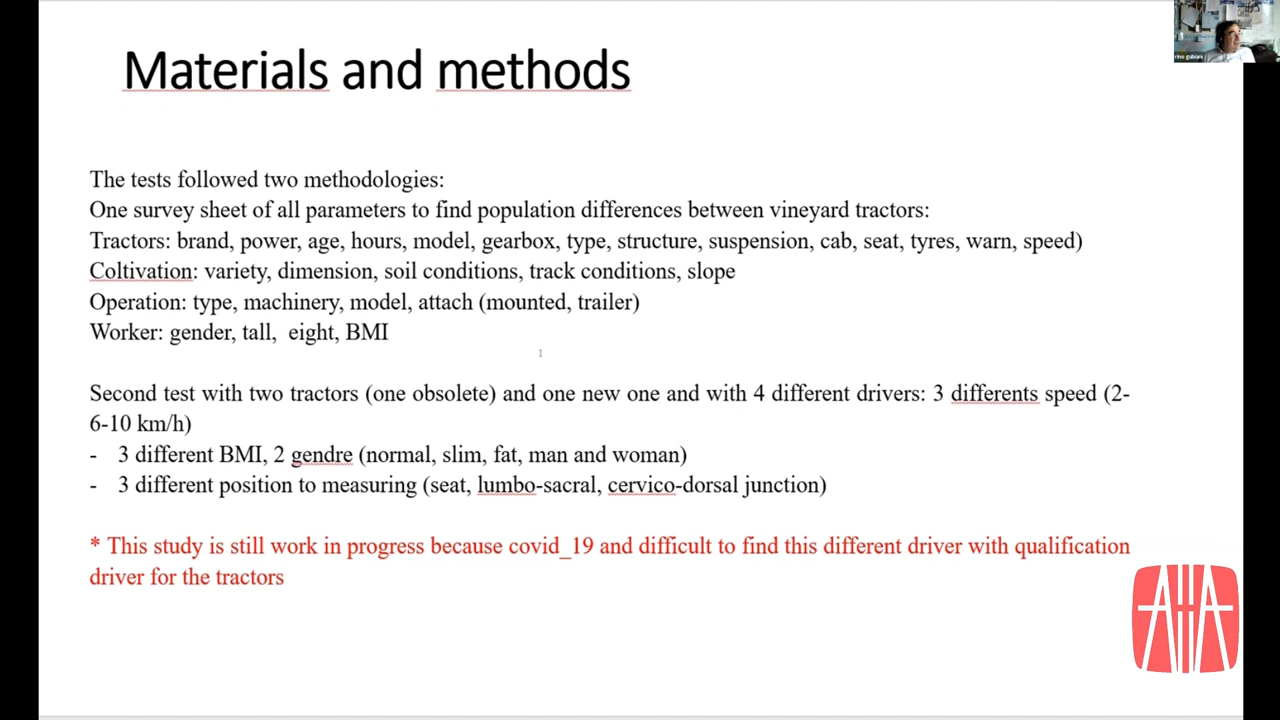 Materials and methods
rino gubiani
The tests followed two methodologies:
One survey sheet of all parameters to find population differences between vineyard tractors:
Tractors: brand, power, age, hours, model, gearbox, type, structure, suspension, cab, seat, tyres, warn, speed)
Coltivation: variety, dimension, soil conditions, track conditions, slope
Operation: type, machinery, model, attach (mounted, trailer)
Worker: gender, tall,  eight, BMI
Second test with two tractors (one obsolete) and one new one and with 4 different drivers: 3 differents speed (2-
6-10 km/h)
- 3 different BMI, 2 gendre (normal, slim, fat, man and woman)
- 3 different position to measuring (seat, lumbo-sacral, cervico-dorsal junction)
* This study is still work in progress because covid_19 and difficult to find this different driver with qualification
driver for the tractors
AHA